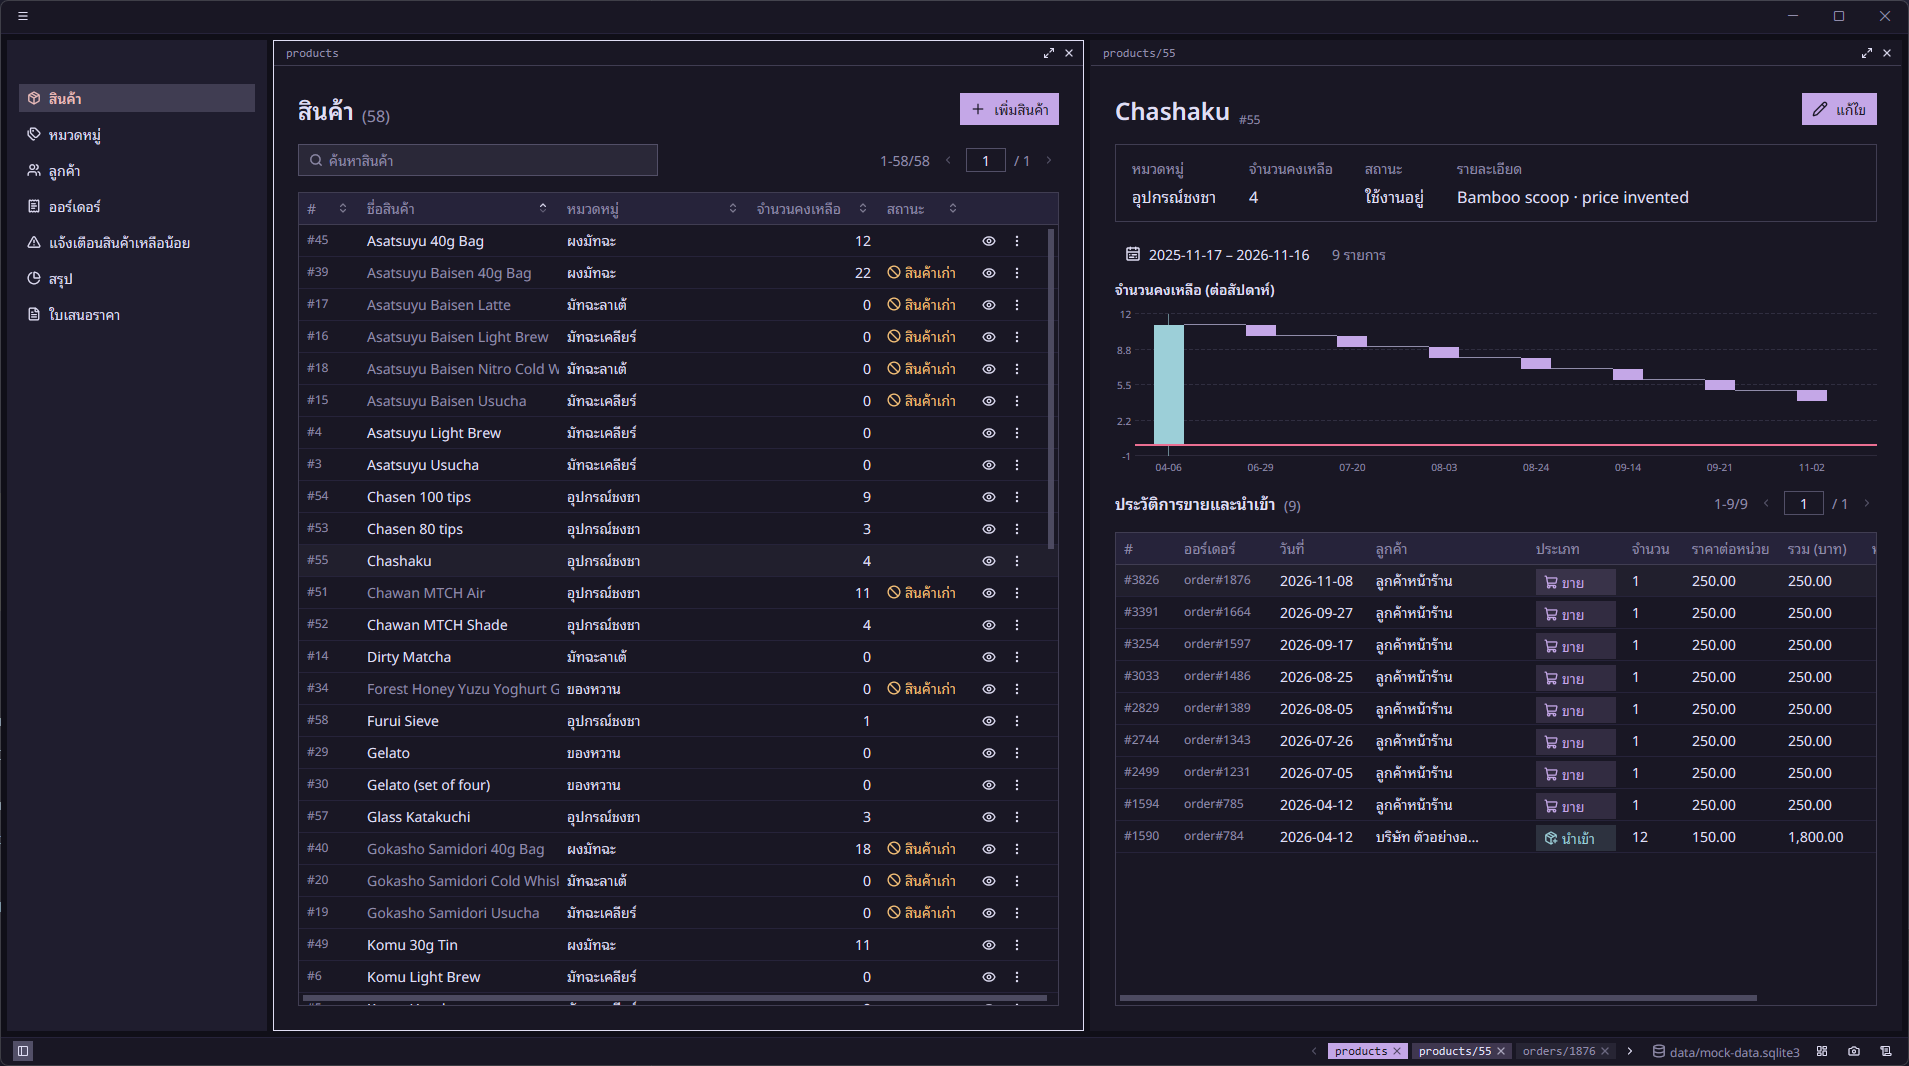 สินค้า
หมวดหมู่
ลูกค้า
ออร์เดอร์
แจ้งเตือนสินค้าเหลือน้อย
สรุป
ใบเสนอราคา
products
สินค้า (58)
เพิ่มสินค้า
ค้นหาสินค้า
1-58/58 1 / 1
# ชื่อสินค้า หมวดหมู่ จำนวนคงเหลือ สถานะ
#45 Asatsuyu 40g Bag ผงมัทฉะ 12
#39 Asatsuyu Baisen 40g Bag ผงมัทฉะ 22 สินค้าเก่า
#17 Asatsuyu Baisen Latte มัทฉะลาเต้ 0 สินค้าเก่า
#16 Asatsuyu Baisen Light Brew มัทฉะเคลียร์ 0 สินค้าเก่า
#18 Asatsuyu Baisen Nitro Cold มัทฉะลาเต้ 0 สินค้าเก่า
#15 Asatsuyu Baisen Usucha มัทฉะเคลียร์ 0 สินค้าเก่า
#4 Asatsuyu Light Brew มัทฉะเคลียร์ 0
#3 Asatsuyu Usucha มัทฉะเคลียร์ 0
#54 Chasen 100 tips อุปกรณ์ชงชา 9
#53 Chasen 80 tips อุปกรณ์ชงชา 3
#55 Chashaku อุปกรณ์ชงชา 4
#51 Chawan MTCH Air อุปกรณ์ชงชา 11 สินค้าเก่า
#52 Chawan MTCH Shade อุปกรณ์ชงชา 4
#14 Dirty Matcha มัทฉะลาเต้ 0
#34 Forest Honey Yuzu Yoghurt G ของหวาน 0 สินค้าเก่า
#58 Furui Sieve อุปกรณ์ชงชา 1
#29 Gelato ของหวาน 0
#30 Gelato (set of four) ของหวาน 0
#57 Glass Katakuchi อุปกรณ์ชงชา 3
#40 Gokasho Samidori 40g Bag ผงมัทฉะ 18 สินค้าเก่า
#20 Gokasho Samidori Cold Whisk มัทฉะลาเต้ 0 สินค้าเก่า
#19 Gokasho Samidori Usucha มัทฉะเคลียร์ 0 สินค้าเก่า
#49 Komu 30g Tin ผงมัทฉะ 11
#6 Komu Light Brew มัทฉะเคลียร์ 0
products/55
Chashaku #55
แก้ไข
หมวดหมู่ จำนวนคงเหลือ สถานะ รายละเอียด
อุปกรณ์ชงชา 4 ใช้งานอยู่ Bamboo scoop · price invented
2025-11-17 – 2026-11-16 9 รายการ
จำนวนคงเหลือ (ต่อสัปดาห์)
12
8.8
5.5
2.2
-1
04-06 06-29 07-20 08-03 08-24 09-14 09-21 11-02
ประวัติการขายและนำเข้า (9)
1-9/9 1 / 1
# ออร์เดอร์ วันที่ ลูกค้า ประเภท จำนวน ราคาต่อหน่วย รวม (บาท)
#3826 order#1876 2026-11-08 ลูกค้าหน้าร้าน ขาย 1 250.00 250.00
#3391 order#1664 2026-09-27 ลูกค้าหน้าร้าน ขาย 1 250.00 250.00
#3254 order#1597 2026-09-17 ลูกค้าหน้าร้าน ขาย 1 250.00 250.00
#3033 order#1486 2026-08-25 ลูกค้าหน้าร้าน ขาย 1 250.00 250.00
#2829 order#1389 2026-08-05 ลูกค้าหน้าร้าน ขาย 1 250.00 250.00
#2744 order#1343 2026-07-26 ลูกค้าหน้าร้าน ขาย 1 250.00 250.00
#2499 order#1231 2026-07-05 ลูกค้าหน้าร้าน ขาย 1 250.00 250.00
#1594 order#785 2026-04-12 ลูกค้าหน้าร้าน ขาย 1 250.00 250.00
#1590 order#784 2026-04-12 บริษัท ตัวอย่างอ... นำเข้า 12 150.00 1,800.00
products products/55 orders/1876 data/mock-data.sqlite3